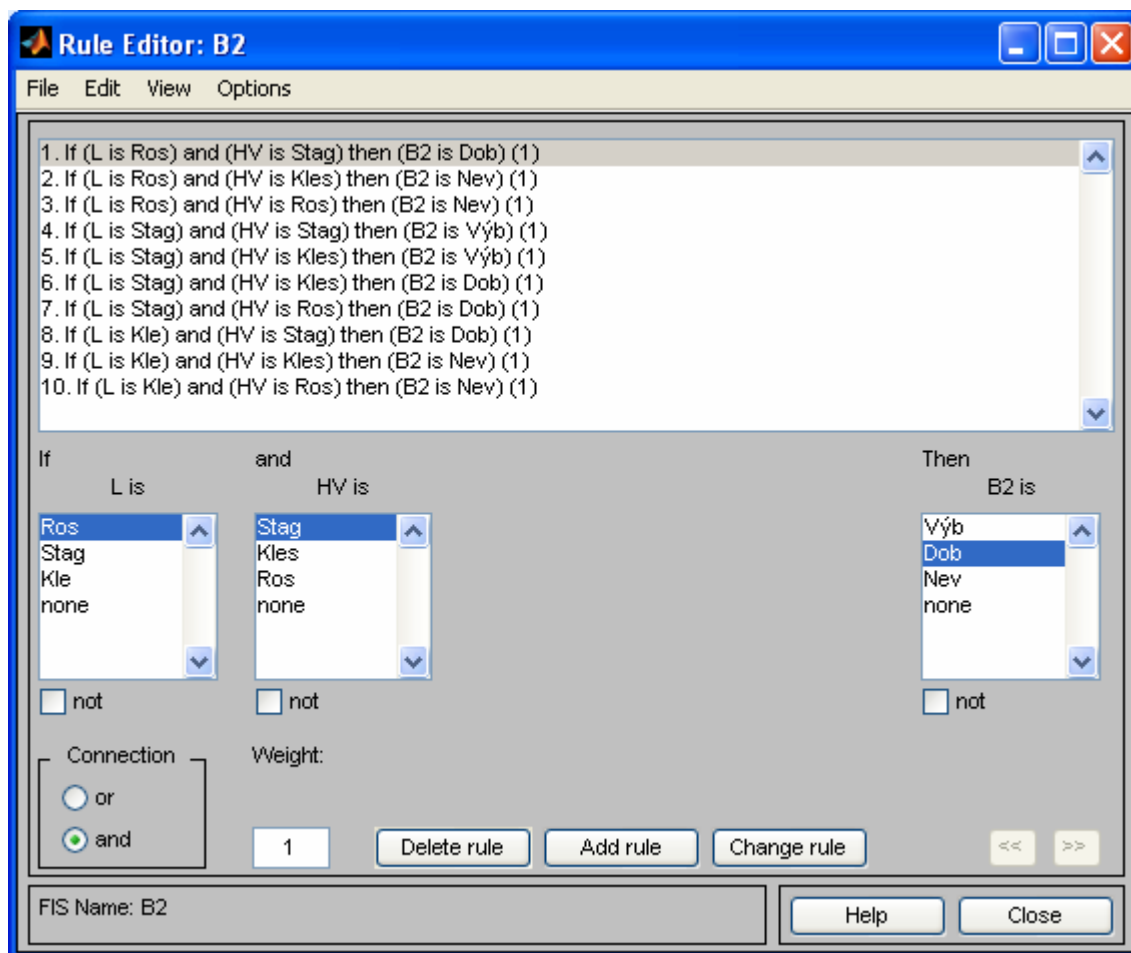 Rule Editor: B2
File Edit View Options
1. If (L is Ros) and (HV is Stag) then (B2 is Dob) (1)
2. If (L is Ros) and (HV is Kles) then (B2 is Nev) (1)
3. If (L is Ros) and (HV is Ros) then (B2 is Nev) (1)
4. If (L is Stag) and (HV is Stag) then (B2 is Výb) (1)
5. If (L is Stag) and (HV is Kles) then (B2 is Výb) (1)
6. If (L is Stag) and (HV is Kles) then (B2 is Dob) (1)
7. If (L is Stag) and (HV is Ros) then (B2 is Dob) (1)
8. If (L is Kle) and (HV is Stag) then (B2 is Dob) (1)
9. If (L is Kle) and (HV is Kles) then (B2 is Nev) (1)
10. If (L is Kle) and (HV is Ros) then (B2 is Nev) (1)
If and Then
L is HV is B2 is
Ros Stag Výb
Stag Kles Dob
Kle Ros Nev
none none none
not not not
Connection Weight:
or
and 1 Delete rule Add rule Change rule << >>
FIS Name: B2 Help Close